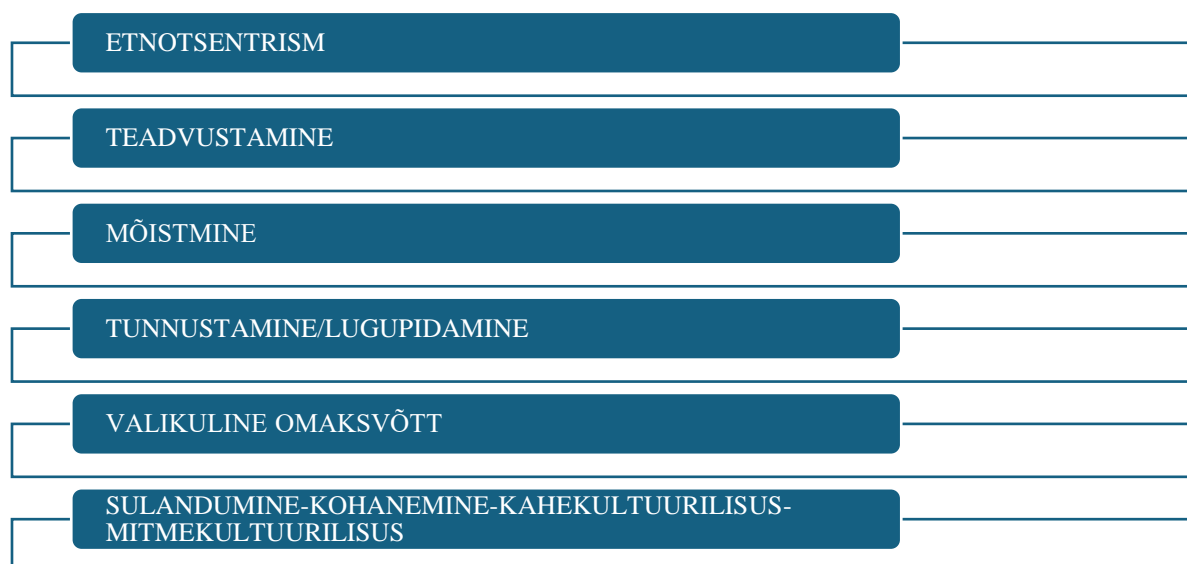 ETNOTSENTRISM
TEADVUSTAMINE
MÕISTMINE
TUNNUSTAMINE/LUGUPIDAMINE
VALIKULINE OMAKSVÕTT
SULANDUMINE-KOHANEMINE-KAHEKULTUURILISUS-
MITMEKULTUURILISUS